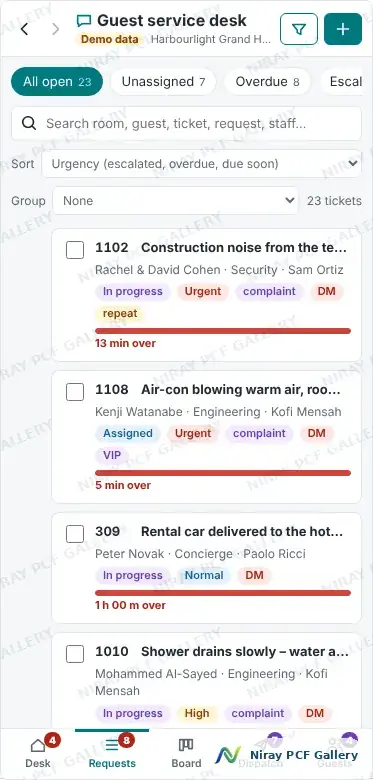 Guest service desk
Demo data Harbourlight Grand H...
All open 23 Unassigned 7 Overdue 8 Escal
Search room, guest, ticket, request, staff...
Sort Urgency (escalated, overdue, due soon)
Group None 23 tickets
1102 Construction noise from the te...
Rachel & David Cohen · Security · Sam Ortiz
In progress Urgent complaint DM
repeat
13 min over
1108 Air-con blowing warm air, roo...
Kenji Watanabe · Engineering · Kofi Mensah
Assigned Urgent complaint DM
VIP
5 min over
309 Rental car delivered to the hot...
Peter Novak · Concierge · Paolo Ricci
In progress Normal DM
1 h 00 m over
1010 Shower drains slowly – water a...
Mohammed Al-Sayed · Engineering · Kofi
Mensah
In progress High complaint DM
4 8
Desk Requests Board Niray PCF Gallery
NIRAY PCF GALLERY